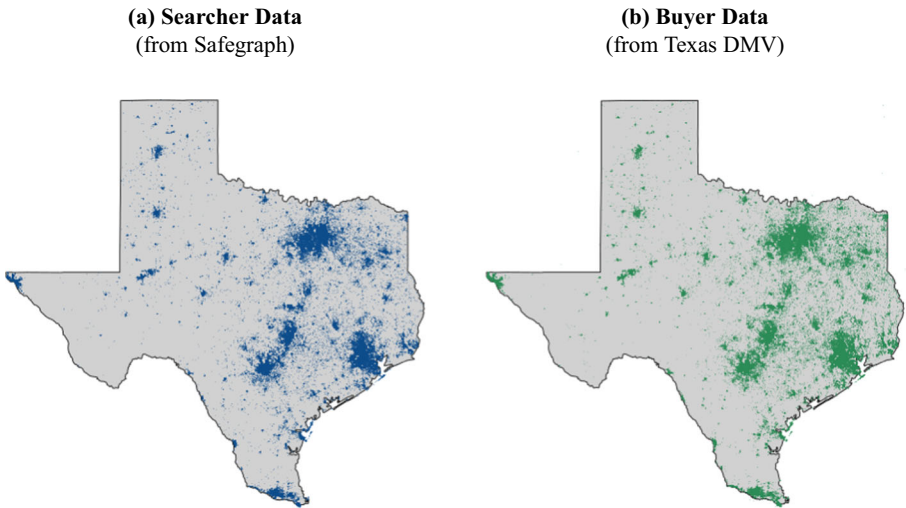 (a) Searcher Data
(from Safegraph)
(b) Buyer Data
(from Texas DMV)